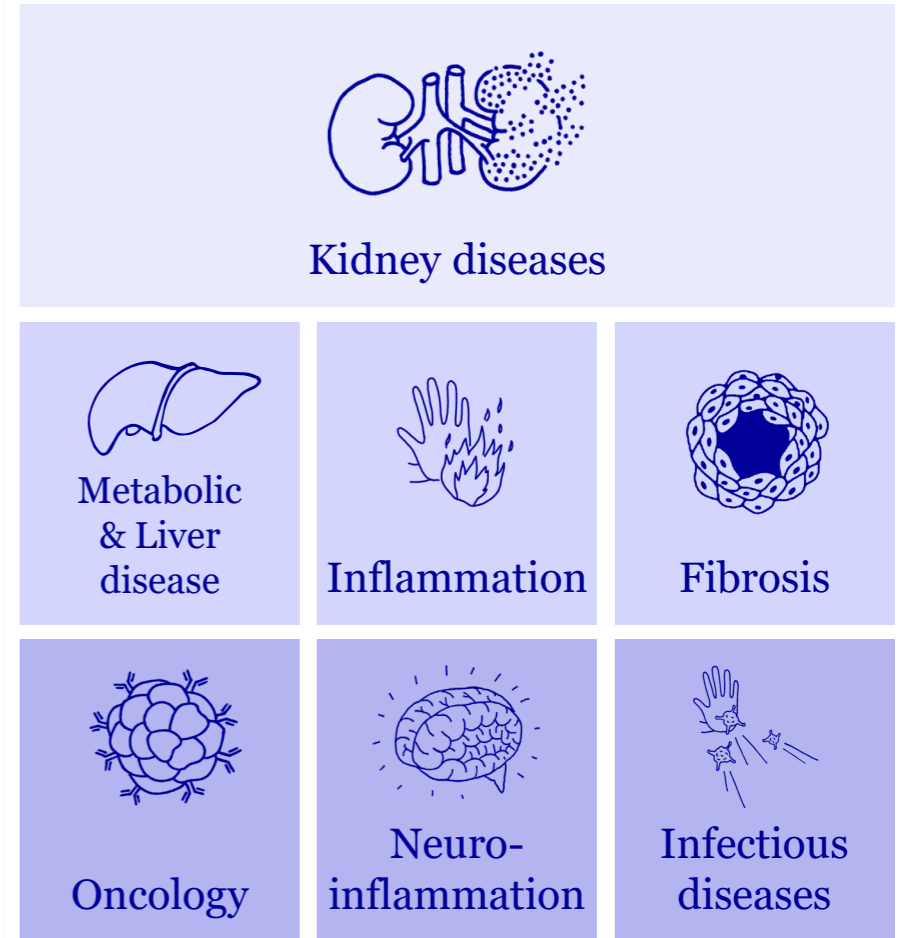 Kidney diseases
Metabolic
& Liver
disease
Inflammation
Fibrosis
Oncology
Neuro-
inflammation
Infectious
diseases